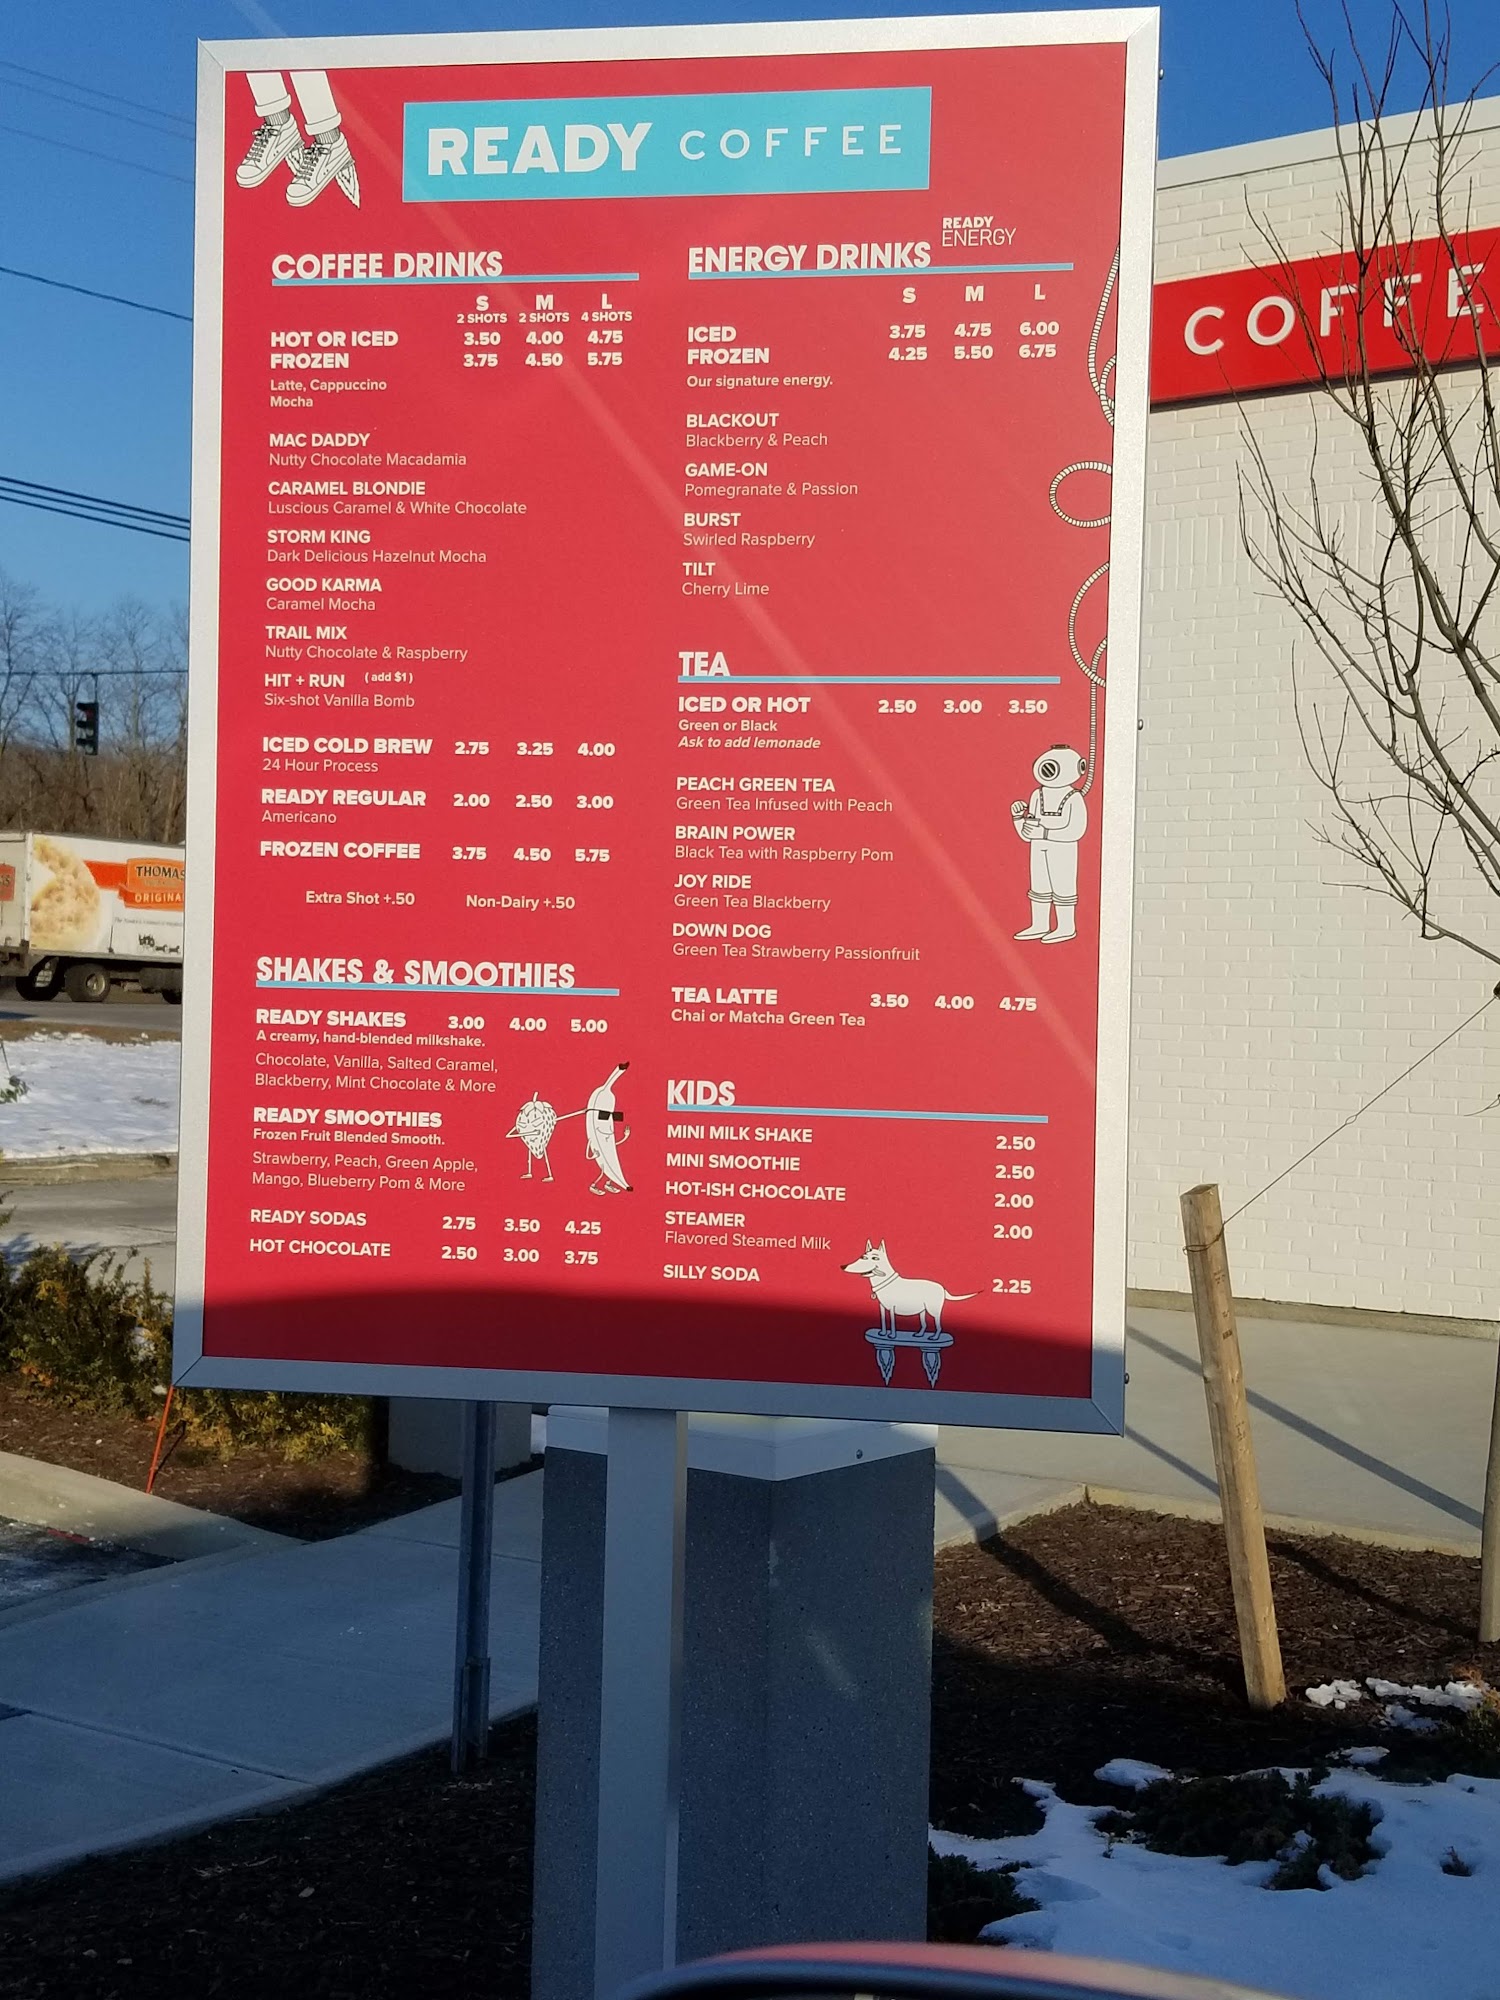 READY COFFEE
COFFEE DRINKS
S M L
2 SHOTS 2 SHOTS 4 SHOTS
HOT OR ICED 3.50 4.00 4.75
FROZEN 3.75 4.50 5.75
Latte, Cappuccino
Mocha
MAC DADDY
Nutty Chocolate Macadamia
CARAMEL BLONDIE
Luscious Caramel & White Chocolate
STORM KING
Dark Delicious Hazelnut Mocha
GOOD KARMA
Caramel Mocha
TRAIL MIX
Nutty Chocolate & Raspberry
HIT + RUN (add $1)
Six-shot Vanilla Bomb
ICED COLD BREW 2.75 3.25 4.00
24 Hour Process
READY REGULAR 2.00 2.50 3.00
Americano
FROZEN COFFEE 3.75 4.50 5.75
Extra Shot +.50 Non-Dairy +.50
SHAKES & SMOOTHIES
READY SHAKES 3.00 4.00 5.00
A creamy, hand-blended milkshake.
Chocolate, Vanilla, Salted Caramel,
Blackberry, Mint Chocolate & More
READY SMOOTHIES
Frozen Fruit Blended Smooth.
Strawberry, Peach, Green Apple,
Mango, Blueberry Pom & More
READY SODAS 2.75 3.50 4.25
HOT CHOCOLATE 2.50 3.00 3.75
ENERGY DRINKS
READY
ENERGY
S M L
ICED 3.75 4.75 6.00
FROZEN 4.25 5.50 6.75
Our signature energy.
BLACKOUT
Blackberry & Peach
GAME-ON
Pomegranate & Passion
BURST
Swirled Raspberry
TILT
Cherry Lime
TEA
ICED OR HOT 2.50 3.00 3.50
Green or Black
Ask to add lemonade
PEACH GREEN TEA
Green Tea Infused with Peach
BRAIN POWER
Black Tea with Raspberry Pom
JOY RIDE
Green Tea Blackberry
DOWN DOG
Green Tea Strawberry Passionfruit
TEA LATTE 3.50 4.00 4.75
Chai or Matcha Green Tea
KIDS
MINI MILK SHAKE 2.50
MINI SMOOTHIE 2.50
HOT-ISH CHOCOLATE 2.00
STEAMER 2.00
Flavored Steamed Milk
SILLY SODA 2.25
COFFE
THOMAS
ORIGINA